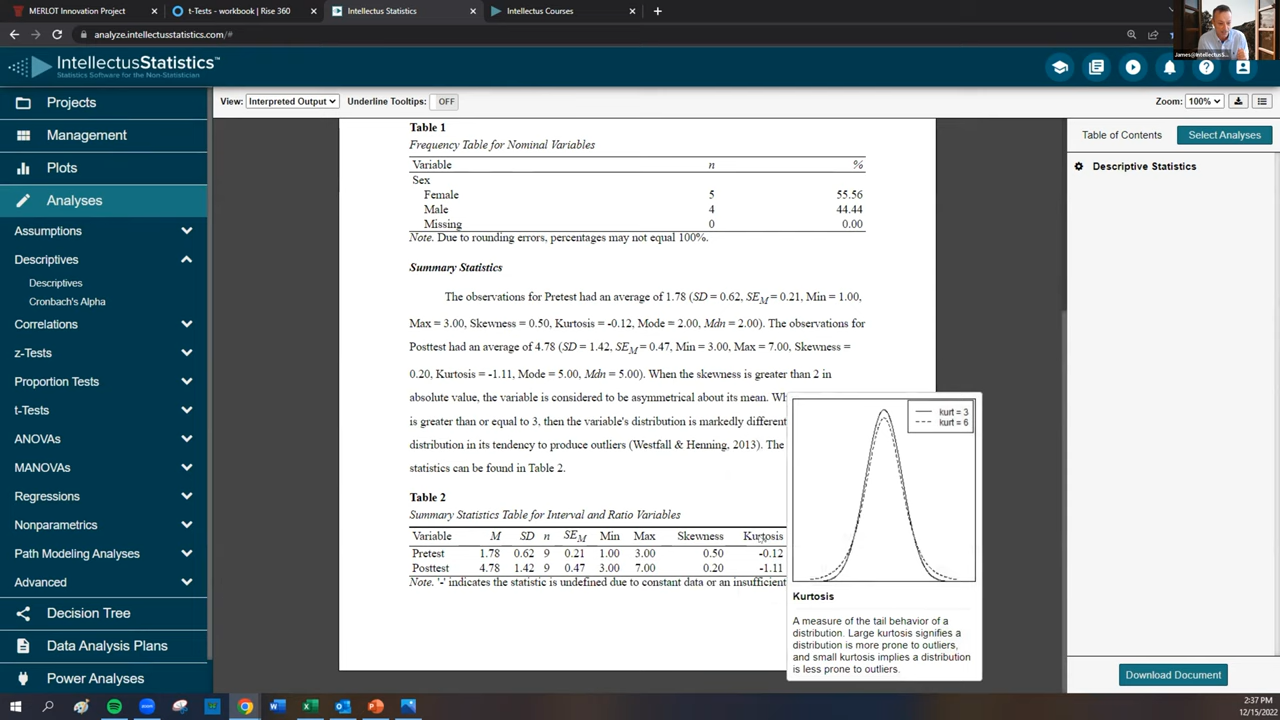 MERLOT Innovation Project
t-Tests - workbook | Rise 360
Intellectus Statistics
Intellectus Courses
analyze.intellectusstatistics.com/#
James@IntellectusS...
IntellectusStatistics™
Statistics Software for the Non-Statistician
Projects
Management
Plots
Analyses
Assumptions
Descriptives
Descriptives
Cronbach's Alpha
Correlations
z-Tests
Proportion Tests
t-Tests
ANOVAs
MANOVAs
Regressions
Nonparametrics
Path Modeling Analyses
Advanced
Decision Tree
Data Analysis Plans
Power Analyses
View: Interpreted Output Underline Tooltips: OFF
Zoom: 100%
Table 1
Frequency Table for Nominal Variables
Variable n %
Sex
Female 5 55.56
Male 4 44.44
Missing 0 0.00
Note. Due to rounding errors, percentages may not equal 100%.
Summary Statistics
The observations for Pretest had an average of 1.78 (SD = 0.62, SEM = 0.21, Min = 1.00,
Max = 3.00, Skewness = 0.50, Kurtosis = -0.12, Mode = 2.00, Mdn = 2.00). The observations for
Posttest had an average of 4.78 (SD = 1.42, SEM = 0.47, Min = 3.00, Max = 7.00, Skewness =
0.20, Kurtosis = -1.11, Mode = 5.00, Mdn = 5.00). When the skewness is greater than 2 in
absolute value, the variable is considered to be asymmetrical about its mean. Wh
is greater than or equal to 3, then the variable's distribution is markedly different
distribution in its tendency to produce outliers (Westfall & Henning, 2013). The
statistics can be found in Table 2.
Table 2
Summary Statistics Table for Interval and Ratio Variables
Variable M SD n SEM Min Max Skewness Kurtosis
Pretest 1.78 0.62 9 0.21 1.00 3.00 0.50 -0.12
Posttest 4.78 1.42 9 0.47 3.00 7.00 0.20 -1.11
Note. '-' indicates the statistic is undefined due to constant data or an insufficient
kurt = 3
kurt = 6
Kurtosis
A measure of the tail behavior of a
distribution. Large kurtosis signifies a
distribution is more prone to outliers,
and small kurtosis implies a distribution
is less prone to outliers.
Table of Contents
Select Analyses
Descriptive Statistics
Download Document
2:37 PM
12/15/2022